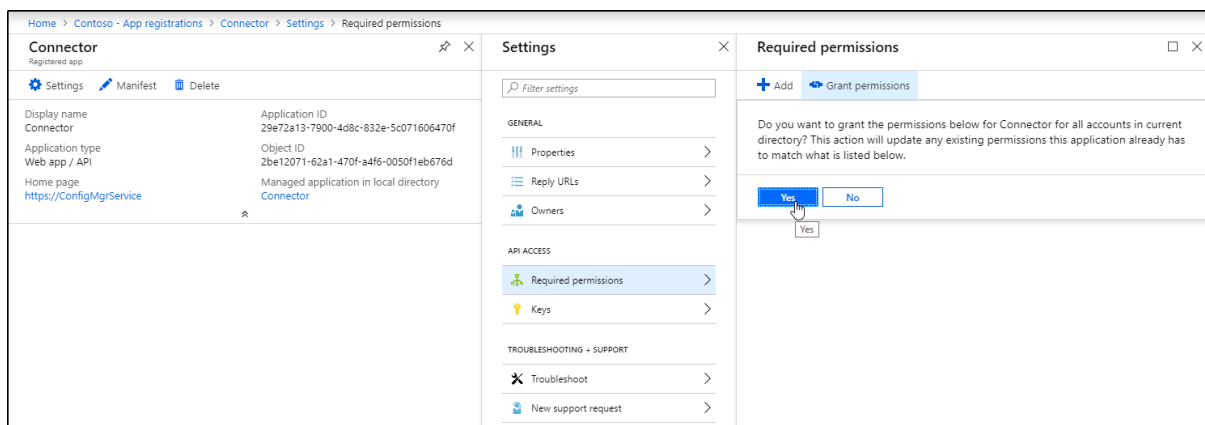 Home > Contoso - App registrations > Connector > Settings > Required permissions
Connector
Registered app
Settings Manifest Delete
Display name
Connector
Application type
Web app / API
Home page
https://ConfigMgrService
Application ID
29e72a13-7900-4d8c-832e-5c071606470f
Object ID
2be12071-62a1-470f-a4f6-0050f1eb676d
Managed application in local directory
Connector
Settings
Filter settings
GENERAL
Properties
Reply URLs
Owners
API ACCESS
Required permissions
Keys
TROUBLESHOOTING + SUPPORT
Troubleshoot
New support request
Required permissions
Add Grant permissions
Do you want to grant the permissions below for Connector for all accounts in current
directory? This action will update any existing permissions this application already has
to match what is listed below.
Yes No
Yes